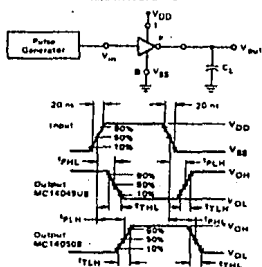 VDD
1
Pulse
Generator
Vin
Vout
8
VSS
CL
20 ns
20 ns
Input
90%
50%
10%
VDD
VSS
tPHL
tPLH
Output
MC14049UB
90%
50%
10%
VOH
VOL
tTHL
tTLH
tPLH
tPHL
Output
MC14050B
90%
50%
10%
VOH
VOL
tTLH
tTHL